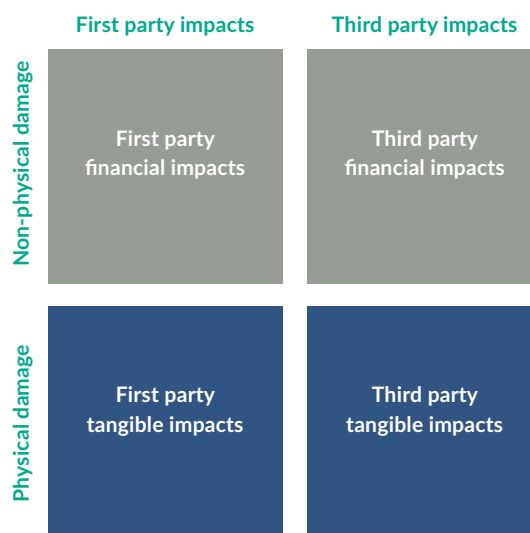 First party impacts
Third party impacts
Non-physical damage
First party
financial impacts
Third party
financial impacts
Physical damage
First party
tangible impacts
Third party
tangible impacts